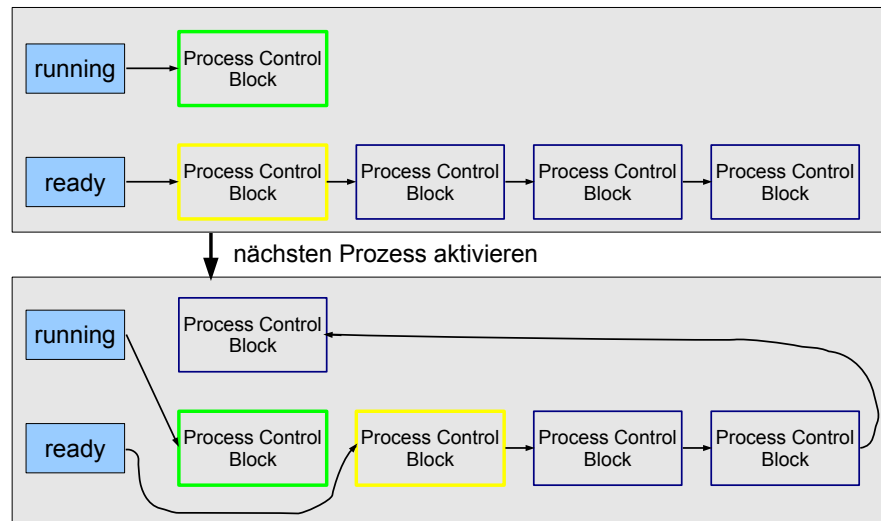 running
Process Control
Block
ready
Process Control
Block
Process Control
Block
Process Control
Block
Process Control
Block
nächsten Prozess aktivieren
running
Process Control
Block
ready
Process Control
Block
Process Control
Block
Process Control
Block
Process Control
Block